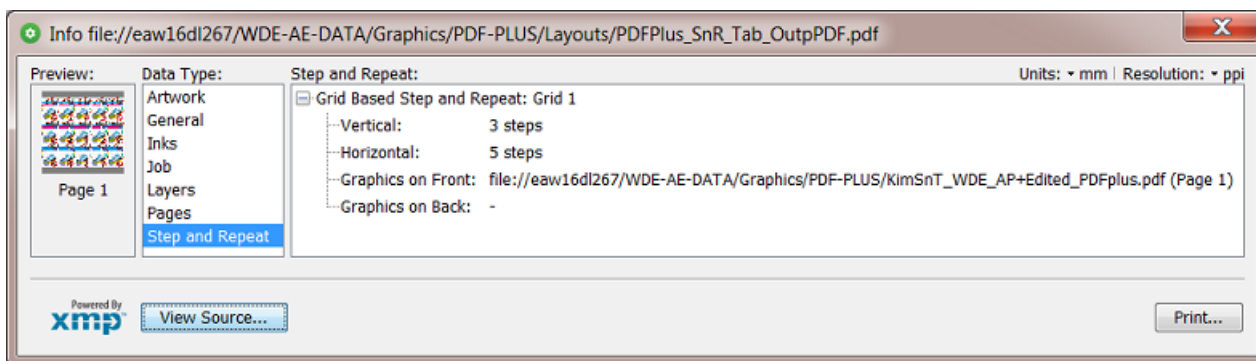 Info file://eaw16dl267/WDE-AE-DATA/Graphics/PDF-PLUS/Layouts/PDFPlus_SnR_Tab_OutpPDF.pdf
X
Preview: Data Type: Step and Repeat: Units: mm | Resolution: ppi
Artwork
General
Inks
Job
Layers
Pages
Step and Repeat
Page 1
Grid Based Step and Repeat: Grid 1
Vertical: 3 steps
Horizontal: 5 steps
Graphics on Front: file://eaw16dl267/WDE-AE-DATA/Graphics/PDF-PLUS/KimSnT_WDE_AP+Edited_PDFplus.pdf (Page 1)
Graphics on Back: -
Powered By
xmp
View Source...
Print...